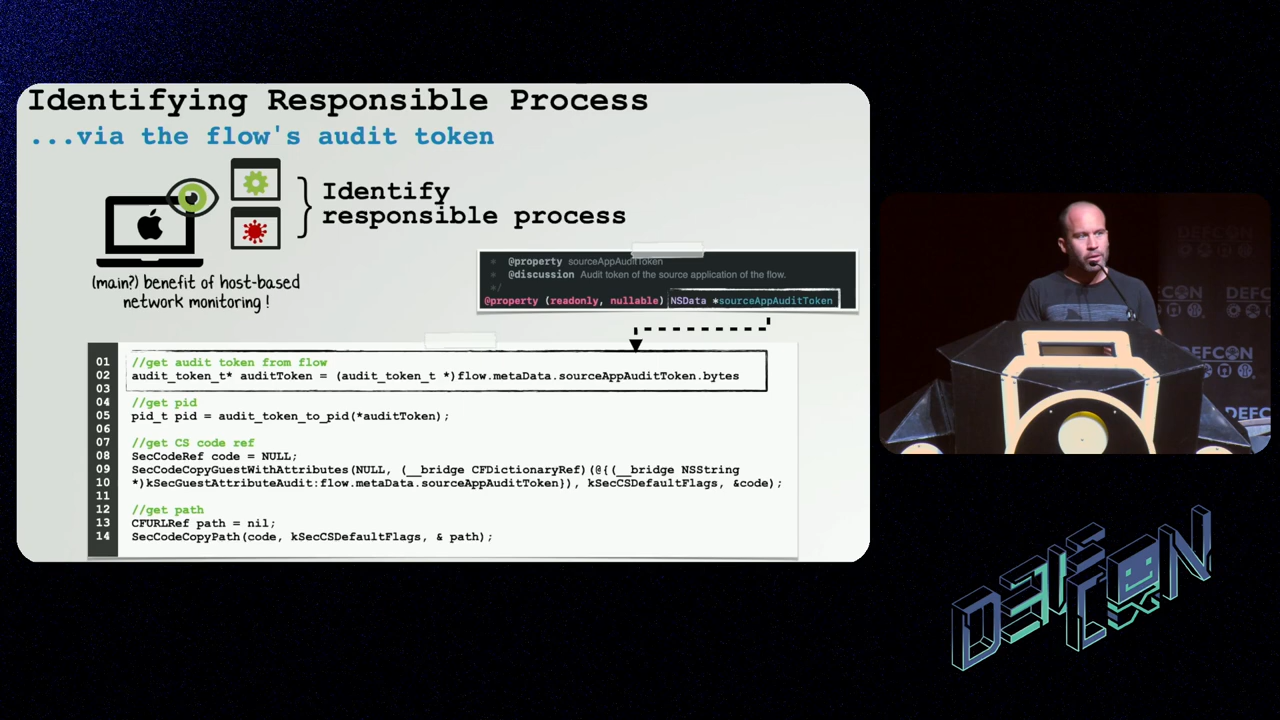 Identifying Responsible Process
...via the flow's audit token
Identify
responsible process
(main?) benefit of host-based
network monitoring !
@property sourceAppAuditToken
@discussion Audit token of the source application of the flow.
*/
@property (readonly, nullable) NSData *sourceAppAuditToken
01 //get audit token from flow
02 audit_token_t* auditToken = (audit_token_t *)flow.metaData.sourceAppAuditToken.bytes
03
04 //get pid
05 pid_t pid = audit_token_to_pid(*auditToken);
06
07 //get CS code ref
08 SecCodeRef code = NULL;
09 SecCodeCopyGuestWithAttributes(NULL, (__bridge CFDictionaryRef)(@{(__bridge NSString
10 *)kSecGuestAttributeAudit:flow.metaData.sourceAppAuditToken}), kSecCSDefaultFlags, &code);
11
12 //get path
13 CFURLRef path = nil;
14 SecCodeCopyPath(code, kSecCSDefaultFlags, & path);
DEFCON
DEFCON
DEFC
DEFCON